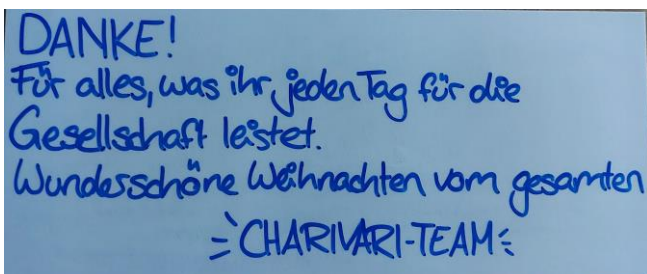 DANKE!
Für alles, was ihr jeden Tag für die
Gesellschaft leistet.
Wunderschöne Weihnachten vom gesamten
CHARIVARI-TEAM